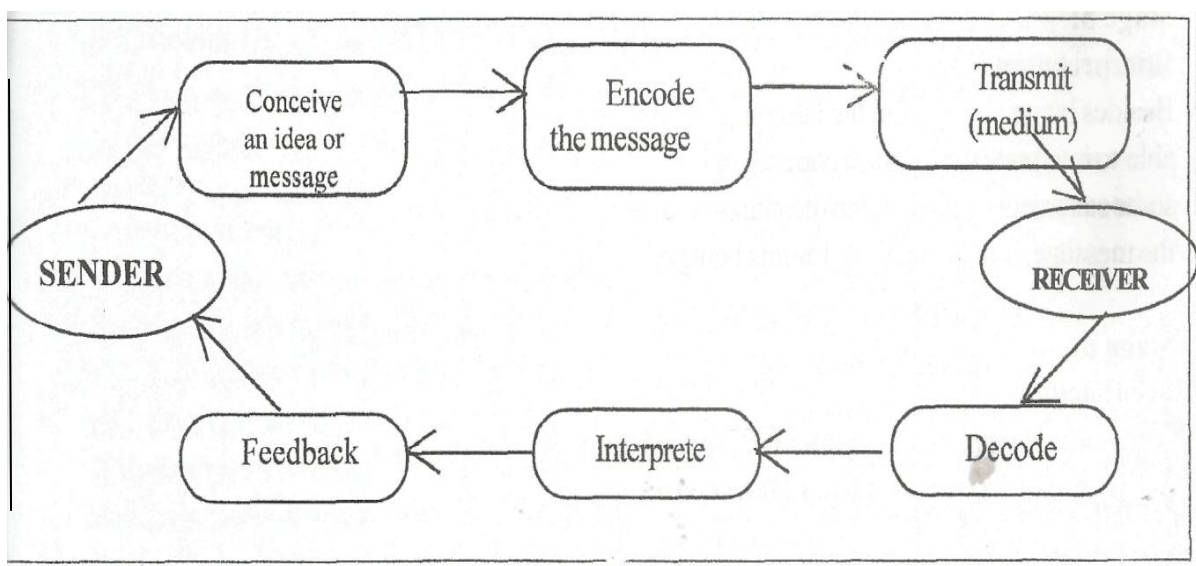 Conceive
an idea or
message
Encode
the message
Transmit
(medium)
SENDER
RECEIVER
Feedback
Interprete
Decode